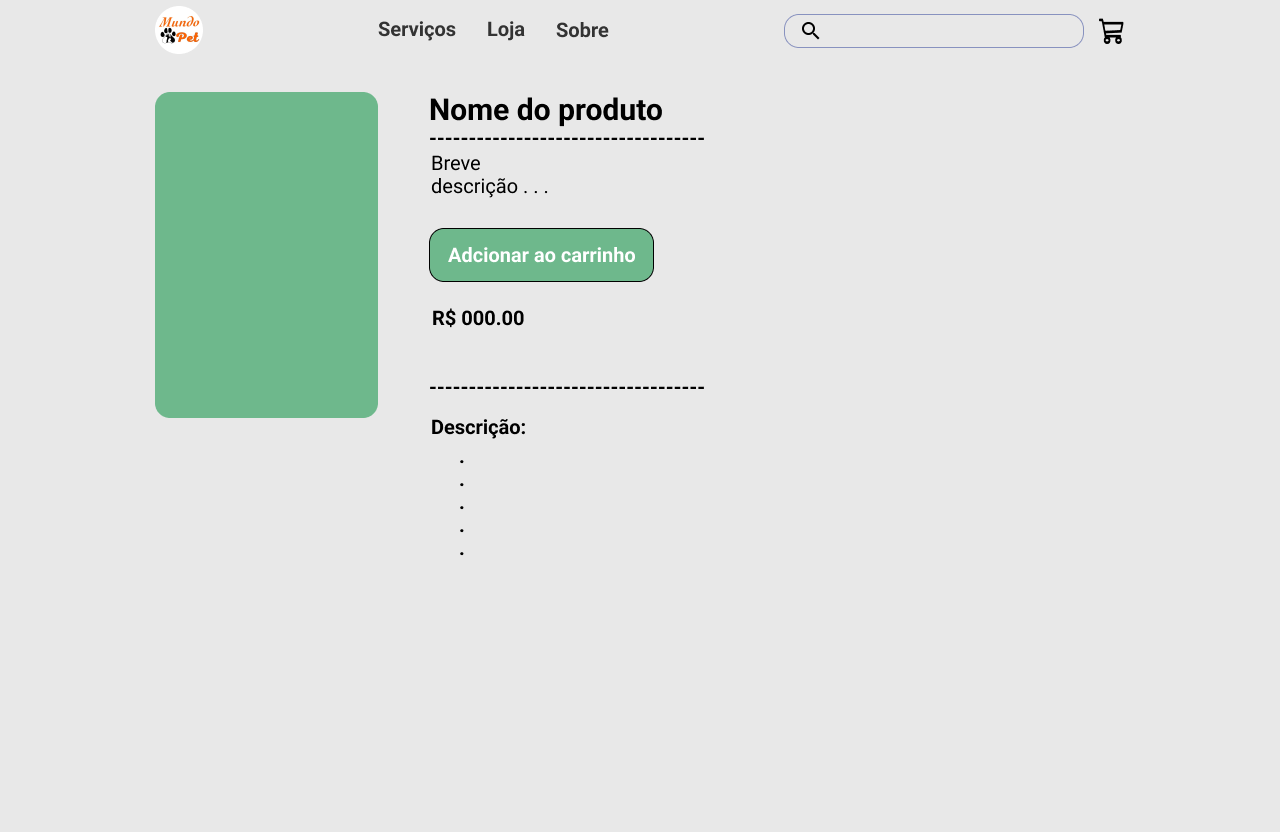 Mundo
Pet
Serviços
Loja
Sobre
Nome do produto
-----------------------------------
Breve
descrição . . .
Adcionar ao carrinho
R$ 000.00
-----------------------------------
Descrição:
.
.
.
.
.